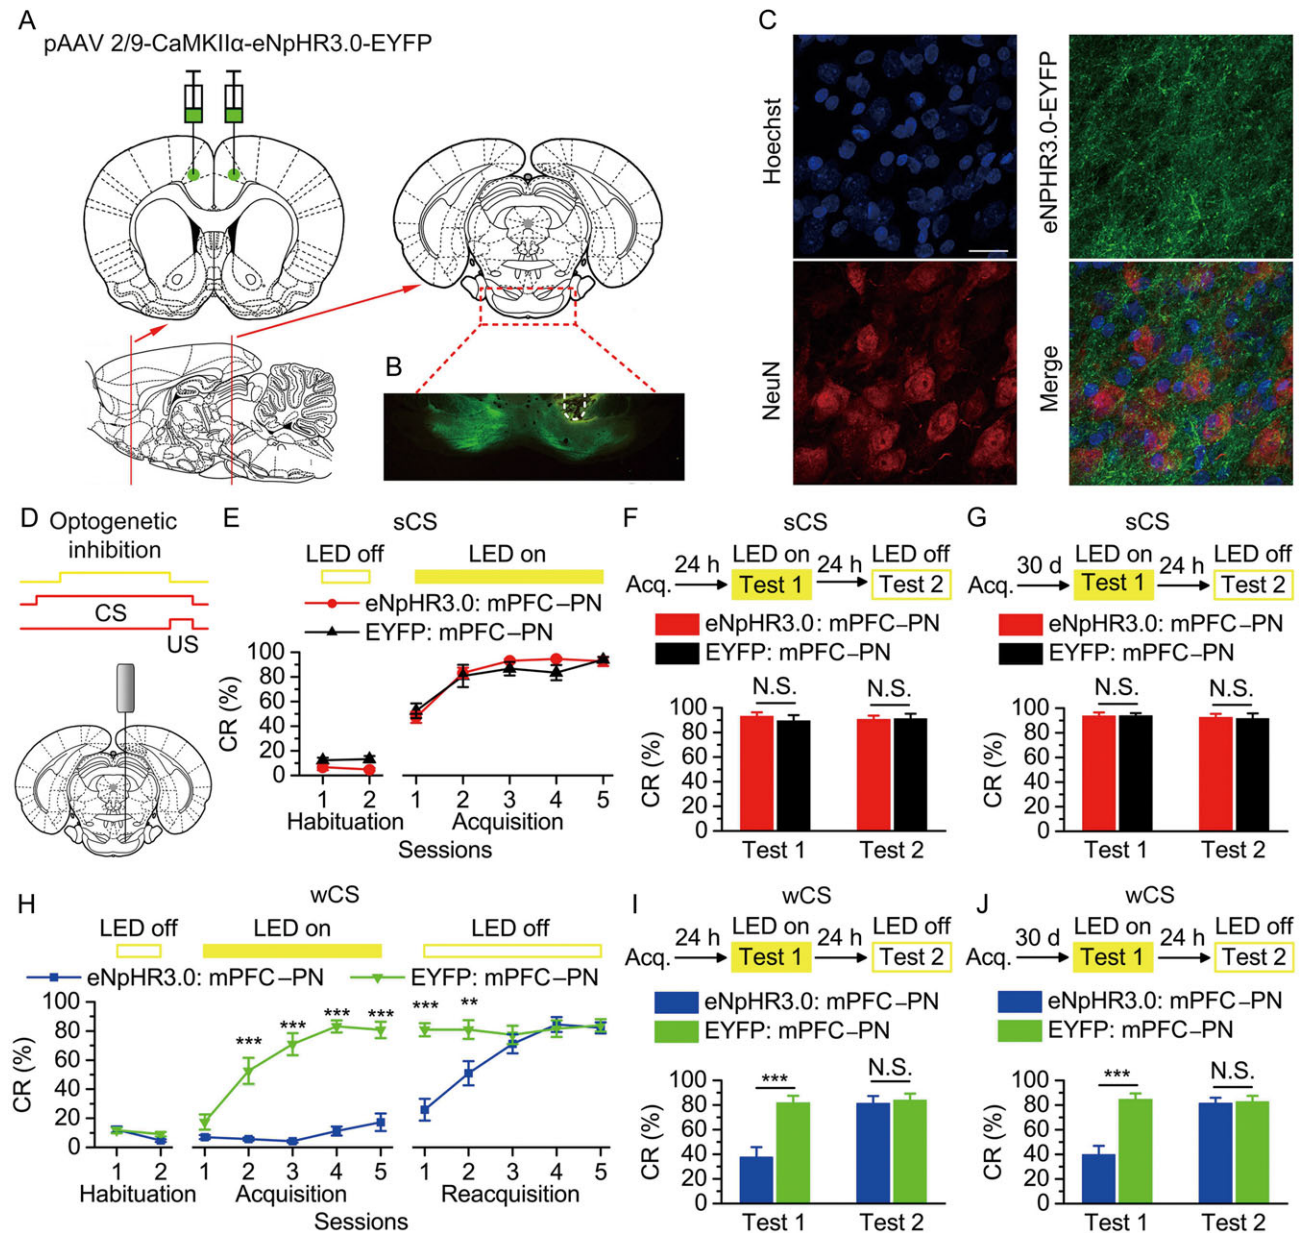 A
pAAV 2/9-CaMKIIα-eNpHR3.0-EYFP
B
C
Hoechst
eNPHR3.0-EYFP
NeuN
Merge
D
Optogenetic
inhibition
CS
US
E
sCS
LED off
LED on
eNpHR3.0: mPFC–PN
EYFP: mPFC–PN
CR (%)
100
80
60
40
20
0
1 2
1 2 3 4 5
Habituation
Acquisition
Sessions
F
sCS
Acq.
24 h
LED on
Test 1
24 h
LED off
Test 2
eNpHR3.0: mPFC–PN
EYFP: mPFC–PN
N.S.
N.S.
CR (%)
100
80
60
40
20
0
Test 1
Test 2
G
sCS
Acq.
30 d
LED on
Test 1
24 h
LED off
Test 2
eNpHR3.0: mPFC–PN
EYFP: mPFC–PN
N.S.
N.S.
CR (%)
100
80
60
40
20
0
Test 1
Test 2
H
wCS
LED off
LED on
LED off
eNpHR3.0: mPFC–PN
EYFP: mPFC–PN
CR (%)
100
80
60
40
20
0
*** *** *** ***
*** **
1 2
1 2 3 4 5
1 2 3 4 5
Habituation
Acquisition
Reacquisition
Sessions
I
wCS
Acq.
24 h
LED on
Test 1
24 h
LED off
Test 2
eNpHR3.0: mPFC–PN
EYFP: mPFC–PN
***
N.S.
CR (%)
100
80
60
40
20
0
Test 1
Test 2
J
wCS
Acq.
30 d
LED on
Test 1
24 h
LED off
Test 2
eNpHR3.0: mPFC–PN
EYFP: mPFC–PN
***
N.S.
CR (%)
100
80
60
40
20
0
Test 1
Test 2